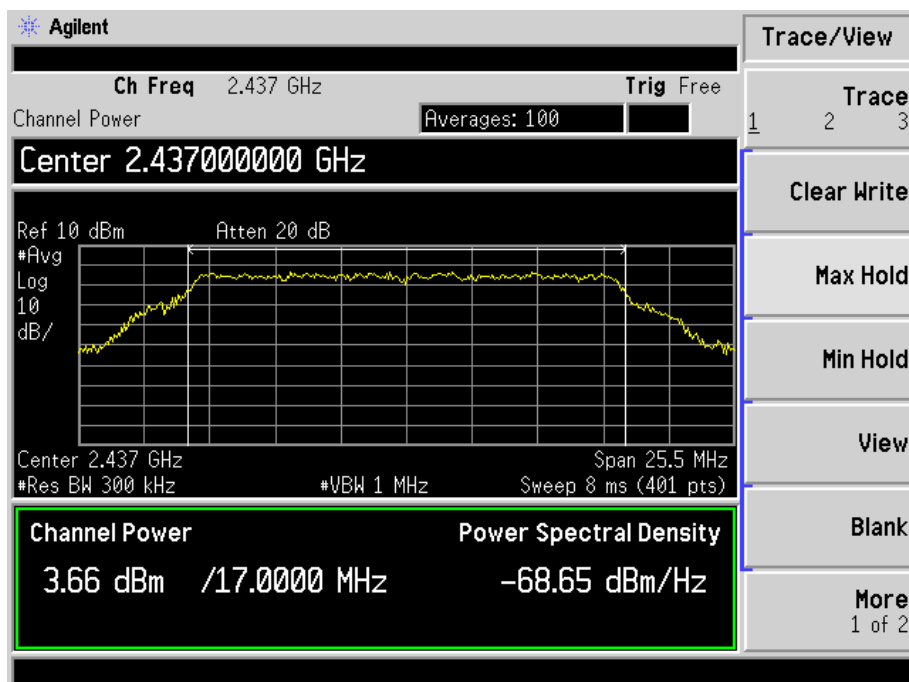 Agilent
Ch Freq 2.437 GHz Trig Free
Channel Power Averages: 100
Center 2.437000000 GHz
Ref 10 dBm Atten 20 dB
#Avg
Log
10
dB/
Center 2.437 GHz Span 25.5 MHz
#Res BW 300 kHz #VBW 1 MHz Sweep 8 ms (401 pts)
Channel Power Power Spectral Density
3.66 dBm /17.0000 MHz -68.65 dBm/Hz
Trace/View
Trace
1 2 3
Clear Write
Max Hold
Min Hold
View
Blank
More
1 of 2